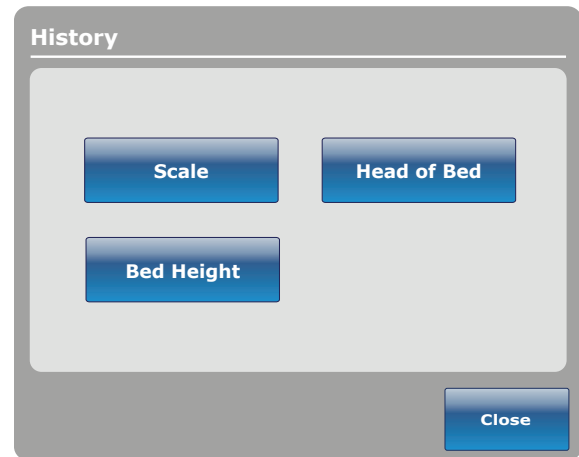 History
Scale
Head of Bed
Bed Height
Close